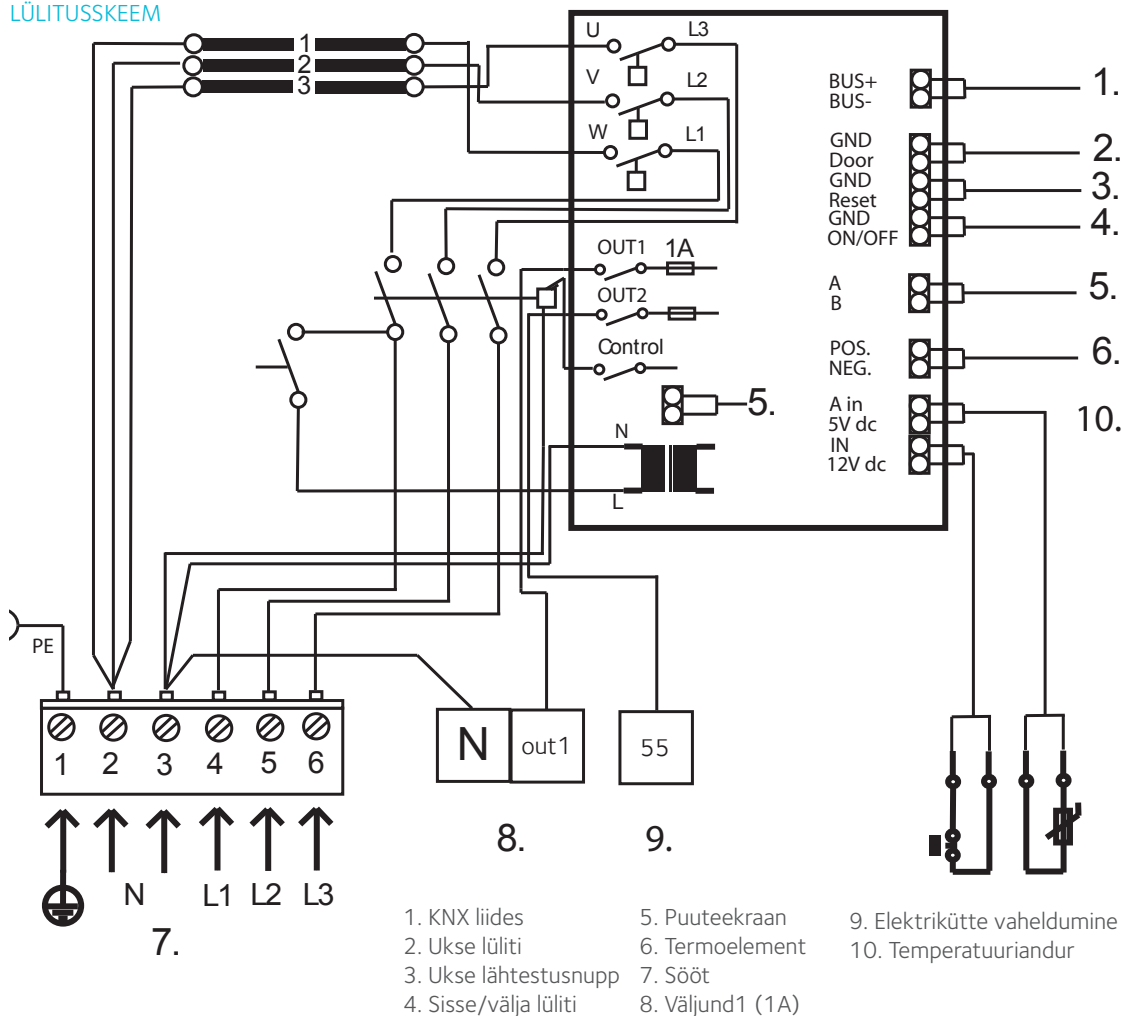 LÜLITUSSKEEM
1
2
3
U
L3
V
L2
W
L1
BUS+
BUS-
1.
GND
Door
2.
GND
Reset
3.
GND
ON/OFF
4.
OUT1
1A
OUT2
A
B
5.
Control
POS.
NEG.
6.
5.
A in
5V dc
10.
IN
12V dc
N
L
PE
1 2 3 4 5 6
N
out1
55
N L1 L2 L3
7.
8.
9.
1. KNX liides
2. Ukse lüliti
3. Ukse lähtestusnupp
4. Sisse/välja lüliti
5. Puuteekraan
6. Termoelement
7. Sööt
8. Väljund1 (1A)
9. Elektrikütte vaheldumine
10. Temperatuuriandur